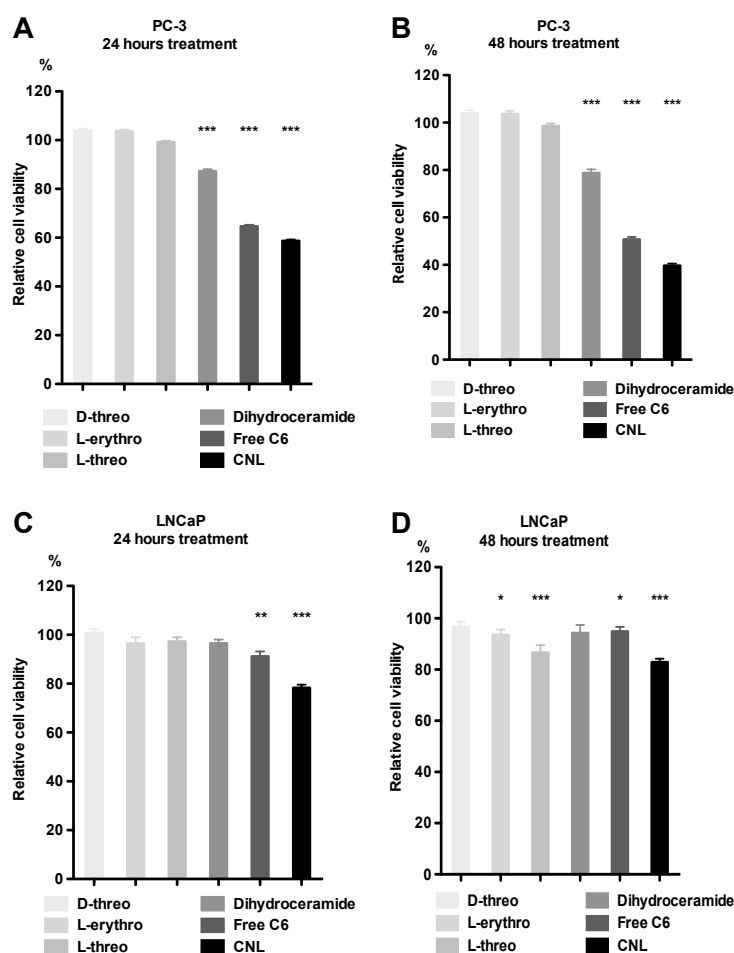 A
PC-3
24 hours treatment
%
120
100
80
60
40
20
0
Relative cell viability
*** *** ***
D-threo
L-erythro
L-threo
Dihydroceramide
Free C6
CNL
B
PC-3
48 hours treatment
%
120
100
80
60
40
20
0
Relative cell viability
*** *** ***
D-threo
L-erythro
L-threo
Dihydroceramide
Free C6
CNL
C
LNCaP
24 hours treatment
%
120
100
80
60
40
20
0
Relative cell viability
** ***
D-threo
L-erythro
L-threo
Dihydroceramide
Free C6
CNL
D
LNCaP
48 hours treatment
%
120
100
80
60
40
20
0
Relative cell viability
* *** * ***
D-threo
L-erythro
L-threo
Dihydroceramide
Free C6
CNL